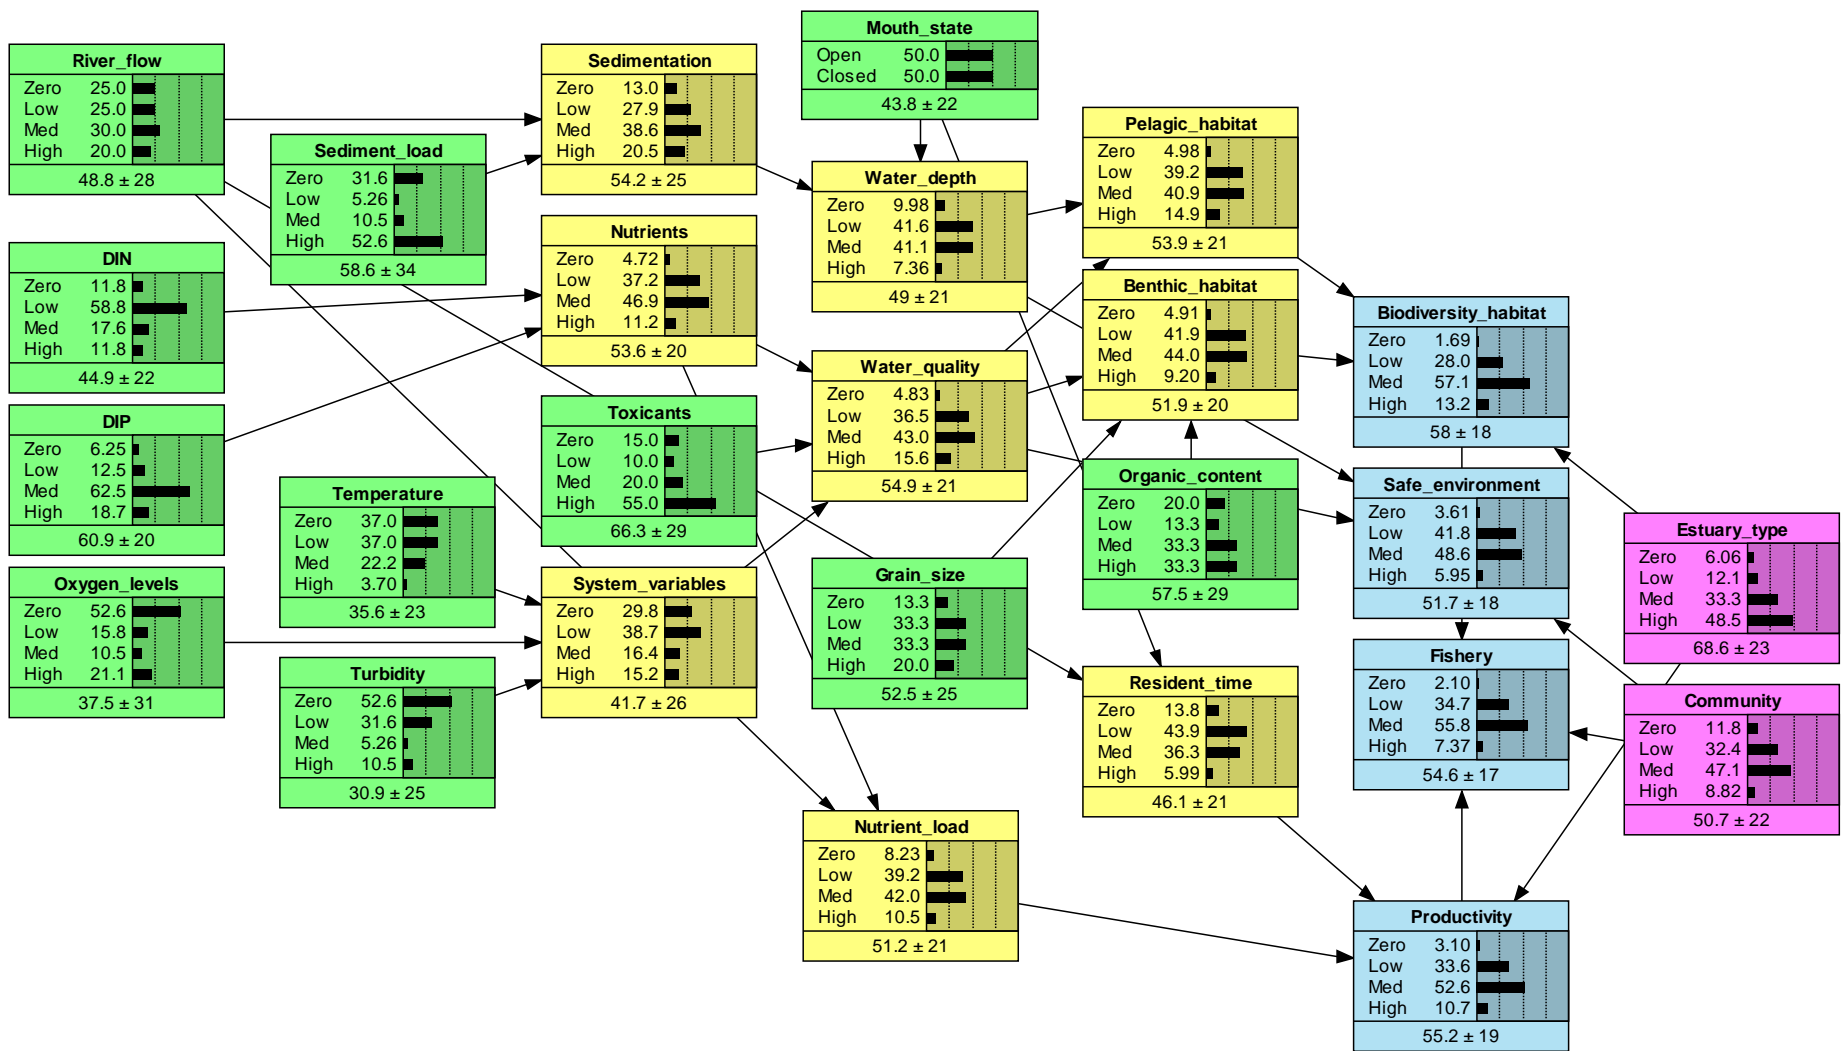 Mouth_state
Open 50.0
Closed 50.0
43.8 ± 22
River_flow
Zero 25.0
Low 25.0
Med 30.0
High 20.0
48.8 ± 28
Sedimentation
Zero 13.0
Low 27.9
Med 38.6
High 20.5
54.2 ± 25
Sediment_load
Zero 31.6
Low 5.26
Med 10.5
High 52.6
58.6 ± 34
Pelagic_habitat
Zero 4.98
Low 39.2
Med 40.9
High 14.9
53.9 ± 21
Water_depth
Zero 9.98
Low 41.6
Med 41.1
High 7.36
49 ± 21
Nutrients
Zero 4.72
Low 37.2
Med 46.9
High 11.2
53.6 ± 20
DIN
Zero 11.8
Low 58.8
Med 17.6
High 11.8
44.9 ± 22
Benthic_habitat
Zero 4.91
Low 41.9
Med 44.0
High 9.20
51.9 ± 20
Biodiversity_habitat
Zero 1.69
Low 28.0
Med 57.1
High 13.2
58 ± 18
Water_quality
Zero 4.83
Low 36.5
Med 43.0
High 15.6
54.9 ± 21
DIP
Zero 6.25
Low 12.5
Med 62.5
High 18.7
60.9 ± 20
Toxicants
Zero 15.0
Low 10.0
Med 20.0
High 55.0
66.3 ± 29
Organic_content
Zero 20.0
Low 13.3
Med 33.3
High 33.3
57.5 ± 29
Safe_environment
Zero 3.61
Low 41.8
Med 48.6
High 5.95
51.7 ± 18
Temperature
Zero 37.0
Low 37.0
Med 22.2
High 3.70
35.6 ± 23
Estuary_type
Zero 6.06
Low 12.1
Med 33.3
High 48.5
68.6 ± 23
Oxygen_levels
Zero 52.6
Low 15.8
Med 10.5
High 21.1
37.5 ± 31
System_variables
Zero 29.8
Low 38.7
Med 16.4
High 15.2
41.7 ± 26
Grain_size
Zero 13.3
Low 33.3
Med 33.3
High 20.0
52.5 ± 25
Fishery
Zero 2.10
Low 34.7
Med 55.8
High 7.37
54.6 ± 17
Turbidity
Zero 52.6
Low 31.6
Med 5.26
High 10.5
30.9 ± 25
Resident_time
Zero 13.8
Low 43.9
Med 36.3
High 5.99
46.1 ± 21
Community
Zero 11.8
Low 32.4
Med 47.1
High 8.82
50.7 ± 22
Nutrient_load
Zero 8.23
Low 39.2
Med 42.0
High 10.5
51.2 ± 21
Productivity
Zero 3.10
Low 33.6
Med 52.6
High 10.7
55.2 ± 19